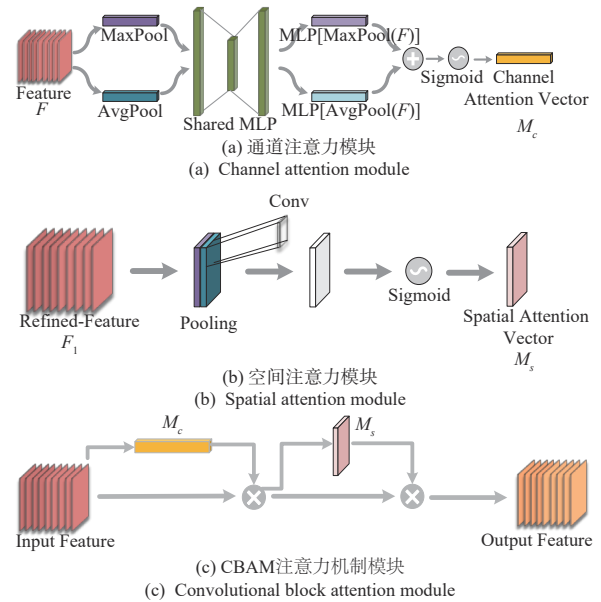 MaxPool
MLP[MaxPool(F)]
Feature
F
AvgPool
Shared MLP
MLP[AvgPool(F)]
Sigmoid
Channel
Attention Vector
M_c
(a) 通道注意力模块
(a) Channel attention module
Conv
Refined-Feature
F_1
Pooling
Sigmoid
Spatial Attention
Vector
M_s
(b) 空间注意力模块
(b) Spatial attention module
M_c
M_s
Input Feature
Output Feature
(c) CBAM注意力机制模块
(c) Convolutional block attention module